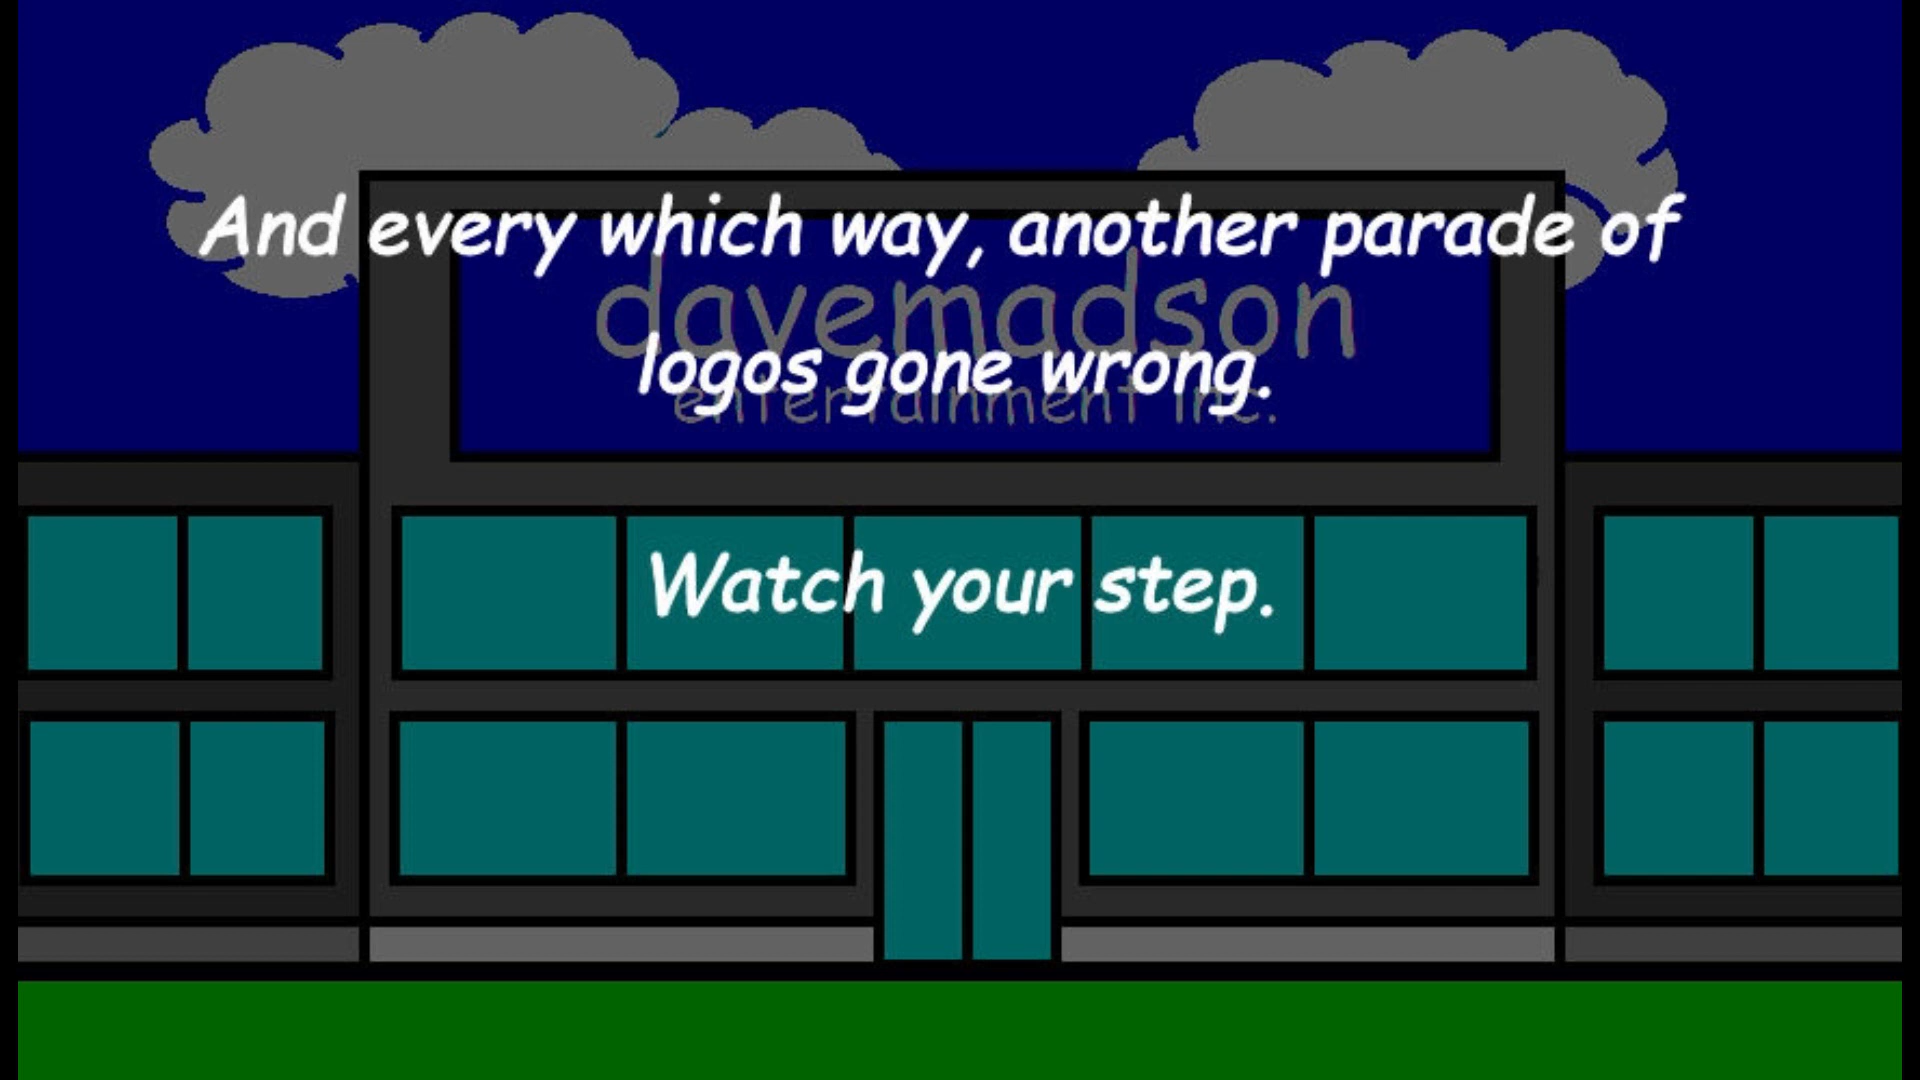 And every which way, another parade of
davemadson
logos gone wrong.
entertainment inc.
Watch your step.